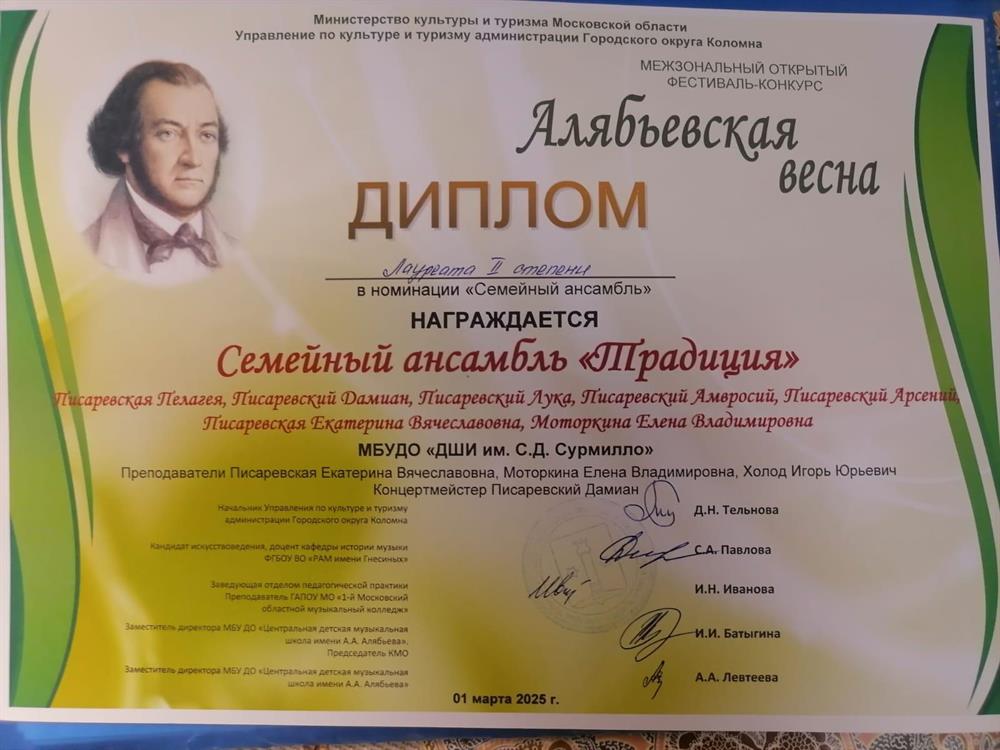 Министерство культуры и туризма Московской области
Управление по культуре и туризму администрации Городского округа Коломна
МЕЖЗОНАЛЬНЫЙ ОТКРЫТЫЙ
ФЕСТИВАЛЬ-КОНКУРС
Алябьевская
весна
ДИПЛОМ
Лауреата II степени
в номинации «Семейный ансамбль»
НАГРАЖДАЕТСЯ
Семейный ансамбль «Традиция»
Писаревская Пелагея, Писаревский Дамиан, Писаревский Лука, Писаревский Амвросий, Писаревский Арсений,
Писаревская Екатерина Вячеславовна, Моторкина Елена Владимировна
МБУДО «ДШИ им. С.Д. Сурмилло»
Преподаватели Писаревская Екатерина Вячеславовна, Моторкина Елена Владимировна, Холод Игорь Юрьевич
Концертмейстер Писаревский Дамиан
Начальник Управления по культуре и туризму
администрации Городского округа Коломна
Д.Н. Тельнова
Кандидат искусствоведения, доцент кафедры истории музыки
ФГБОУ ВО «РАМ имени Гнесиных»
С.А. Павлова
Заведующая отделом педагогической практики
Преподаватель ГАПОУ МО «1-й Московский
областной музыкальный колледж»
И.Н. Иванова
Заместитель директора МБУ ДО «Центральная детская музыкальная
школа имени А.А. Алябьева»,
Председатель КМО
И.И. Батыгина
Заместитель директора МБУ ДО «Центральная детская музыкальная
школа имени А.А. Алябьева»
А.А. Левтеева
01 марта 2025 г.